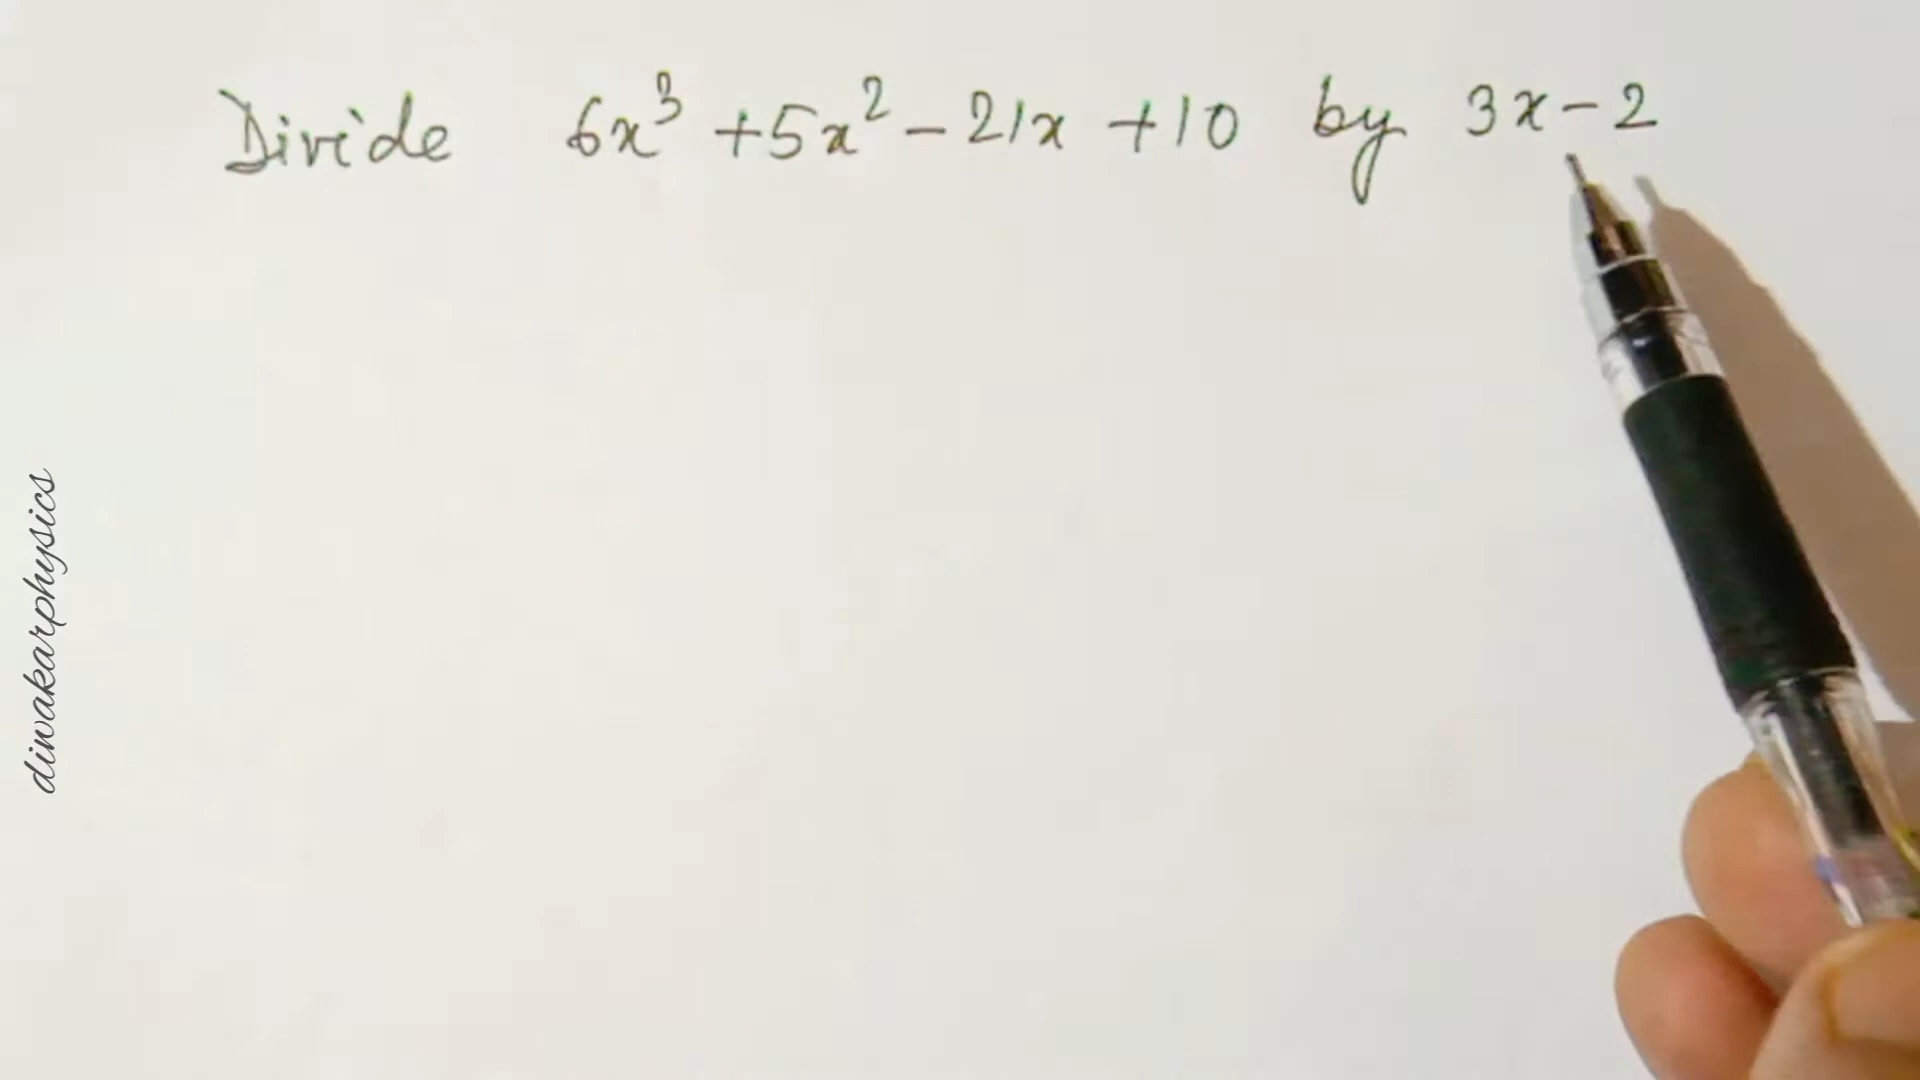 Divide 6x³ +5x² -21x +10 by 3x-2
diwakarphysics